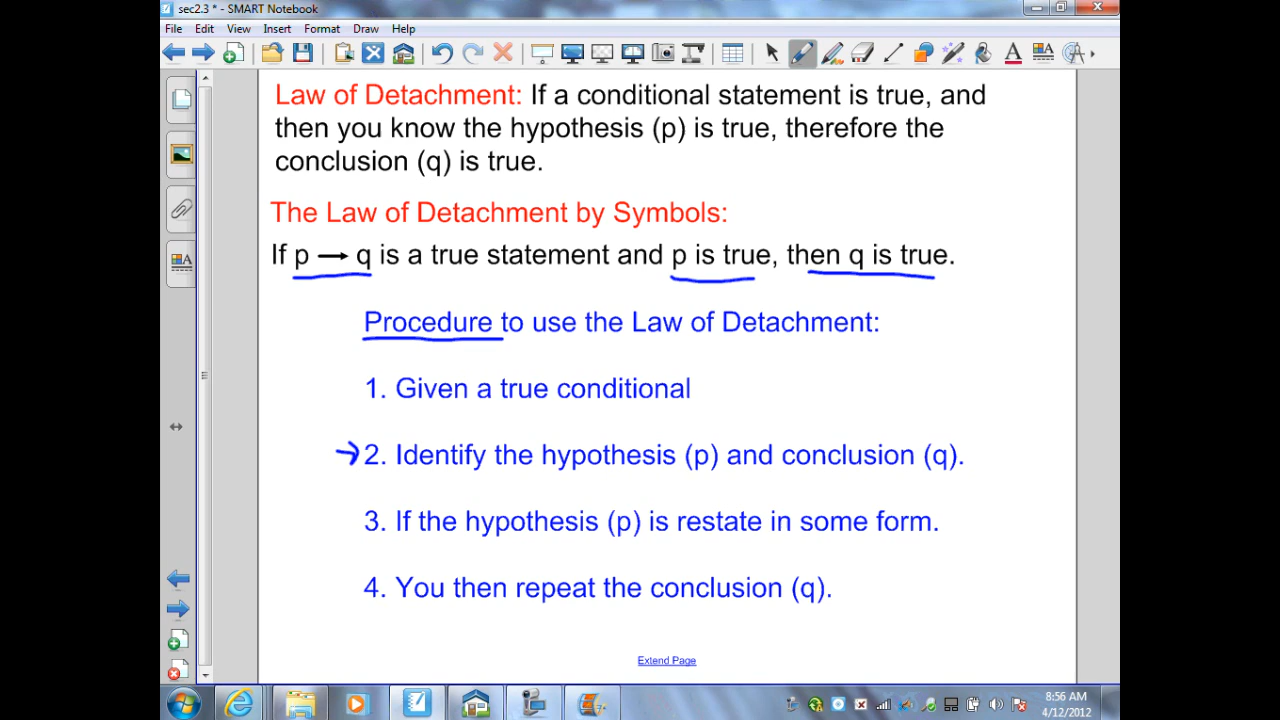 sec2.3 * - SMART Notebook
File Edit View Insert Format Draw Help
Law of Detachment: If a conditional statement is true, and
then you know the hypothesis (p) is true, therefore the
conclusion (q) is true.
The Law of Detachment by Symbols:
If p → q is a true statement and p is true, then q is true.
Procedure to use the Law of Detachment:
1. Given a true conditional
→2. Identify the hypothesis (p) and conclusion (q).
3. If the hypothesis (p) is restate in some form.
4. You then repeat the conclusion (q).
Extend Page
8:56 AM
4/12/2012